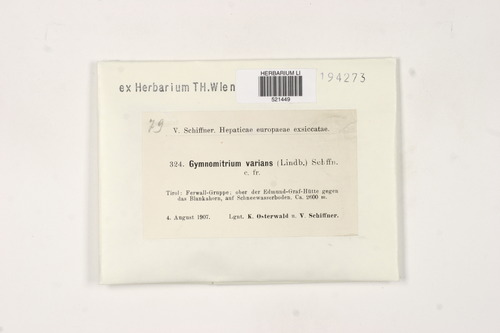 ex Herbarium TH.Wien
HERBARIUM LI
521449
194273
79
V. Schiffner. Hepaticae europaeae exsiccatae.
324. Gymnomitrium varians (Lindb.) Schffn.
c. fr.
Tirol: Ferwall-Gruppe; ober der Edmund-Graf-Hütte gegen
das Blankahorn, auf Schneewasserboden. Ca. 2600 m.
4. August 1907. Lgnt. K. Osterwald u. V. Schiffner.